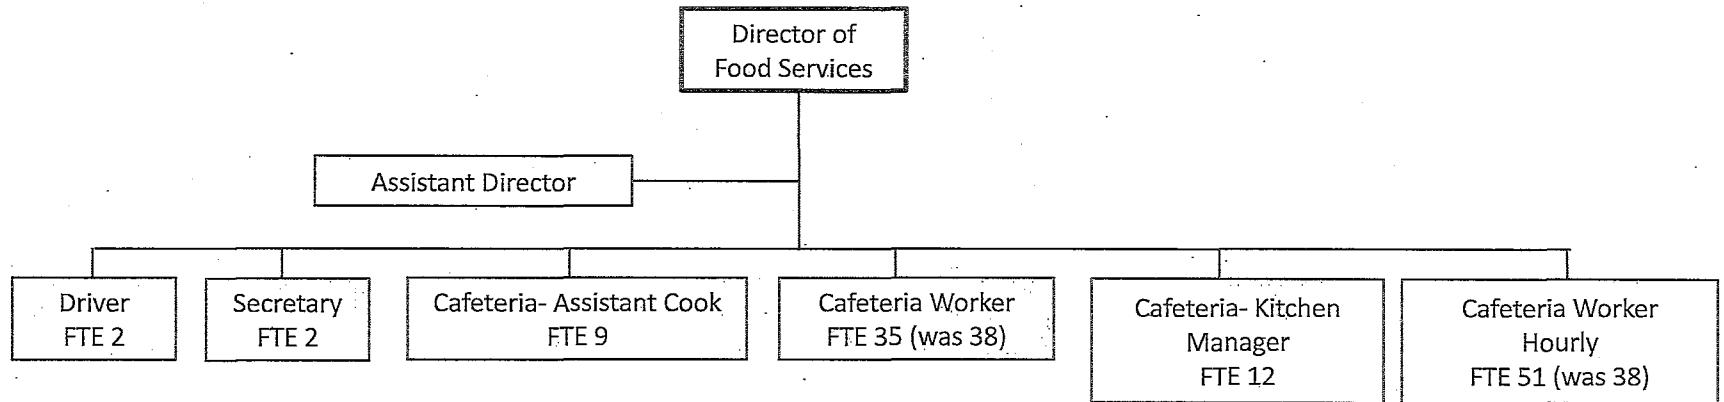 Director of
Food Services
Assistant Director
Driver
FTE 2
Secretary
FTE 2
Cafeteria- Assistant Cook
FTE 9
Cafeteria Worker
FTE 35 (was 38)
Cafeteria- Kitchen
Manager
FTE 12
Cafeteria Worker
Hourly
FTE 51 (was 38)